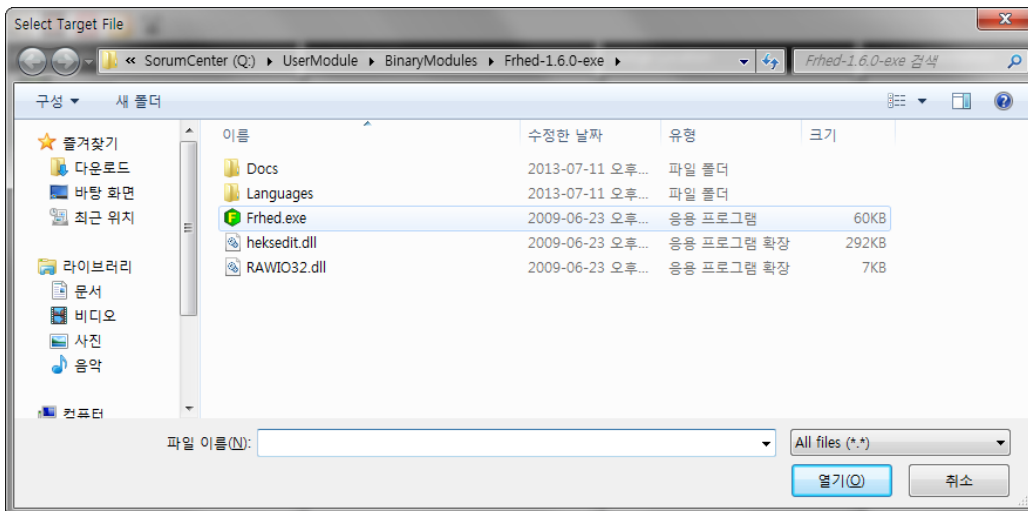 Select Target File
« SorumCenter (Q:) ▸ UserModule ▸ BinaryModules ▸ Frhed-1.6.0-exe ▸ Frhed-1.6.0-exe 검색
구성 새 폴더
즐겨찾기
다운로드
바탕 화면
최근 위치
라이브러리
문서
비디오
사진
음악
컴퓨터
이름 수정한 날짜 유형 크기
Docs 2013-07-11 오후... 파일 폴더
Languages 2013-07-11 오후... 파일 폴더
Frhed.exe 2009-06-23 오후... 응용 프로그램 60KB
heksedit.dll 2009-06-23 오후... 응용 프로그램 확장 292KB
RAWIO32.dll 2009-06-23 오후... 응용 프로그램 확장 7KB
파일 이름(N): All files (*.*)
열기(O) 취소